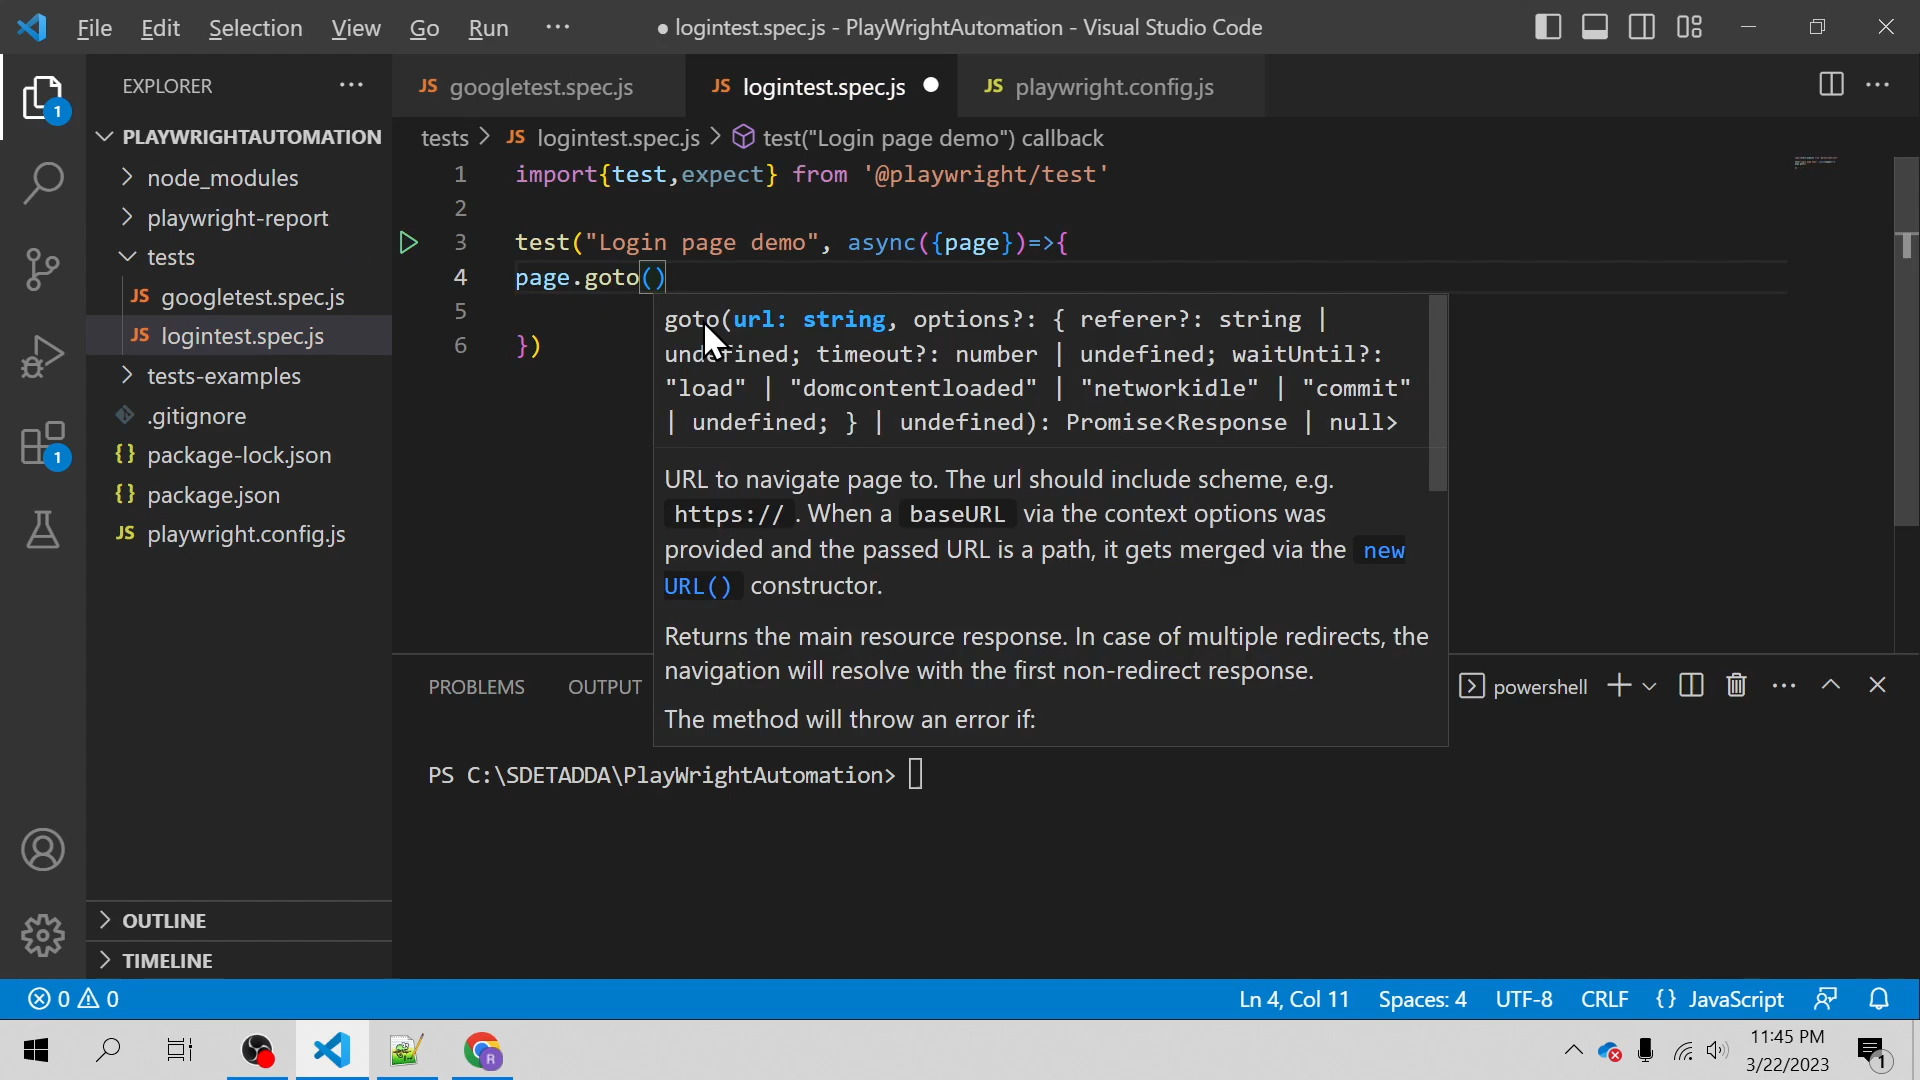 File Edit Selection View Go Run ··· ● logintest.spec.js - PlayWrightAutomation - Visual Studio Code
EXPLORER ···
JS googletest.spec.js JS logintest.spec.js ● JS playwright.config.js ···
PLAYWRIGHTAUTOMATION
node_modules
playwright-report
tests
JS googletest.spec.js
JS logintest.spec.js
tests-examples
.gitignore
{} package-lock.json
{} package.json
JS playwright.config.js
OUTLINE
TIMELINE
1
1
tests > JS logintest.spec.js > test("Login page demo") callback
1 import{test,expect} from '@playwright/test'
2
3 test("Login page demo", async({page})=>{
4 page.goto()
5
6 })
goto(url: string, options?: { referer?: string |
undefined; timeout?: number | undefined; waitUntil?:
"load" | "domcontentloaded" | "networkidle" | "commit"
| undefined; } | undefined): Promise<Response | null>
URL to navigate page to. The url should include scheme, e.g.
https:// . When a baseURL via the context options was
provided and the passed URL is a path, it gets merged via the new
URL() constructor.
Returns the main resource response. In case of multiple redirects, the
navigation will resolve with the first non-redirect response.
The method will throw an error if:
PROBLEMS OUTPUT powershell ···
PS C:\SDETADDA\PlayWrightAutomation>
0 0 Ln 4, Col 11 Spaces: 4 UTF-8 CRLF {} JavaScript
R
11:45 PM
3/22/2023
1